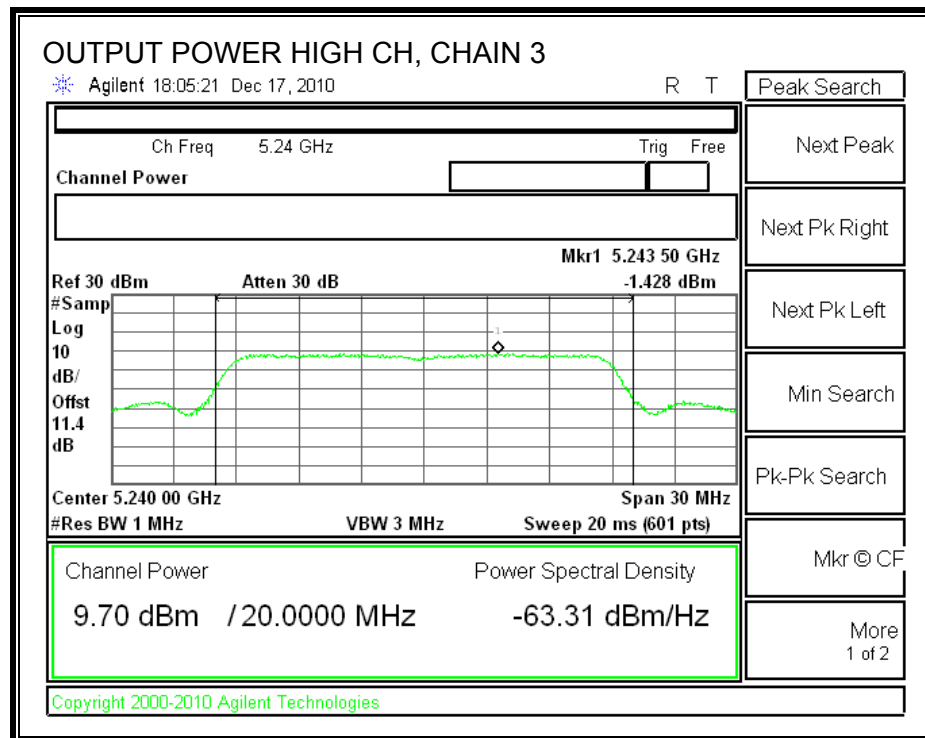 OUTPUT POWER HIGH CH, CHAIN 3
Agilent 18:05:21 Dec 17, 2010 R T
Peak Search
Ch Freq 5.24 GHz Trig Free
Channel Power
Mkr1 5.243 50 GHz
Ref 30 dBm Atten 30 dB -1.428 dBm
#Samp
Log
10
dB/
Offst
11.4
dB
1
Center 5.240 00 GHz Span 30 MHz
#Res BW 1 MHz VBW 3 MHz Sweep 20 ms (601 pts)
Channel Power Power Spectral Density
9.70 dBm / 20.0000 MHz -63.31 dBm/Hz
Copyright 2000-2010 Agilent Technologies
Next Peak
Next Pk Right
Next Pk Left
Min Search
Pk-Pk Search
Mkr © CF
More
1 of 2